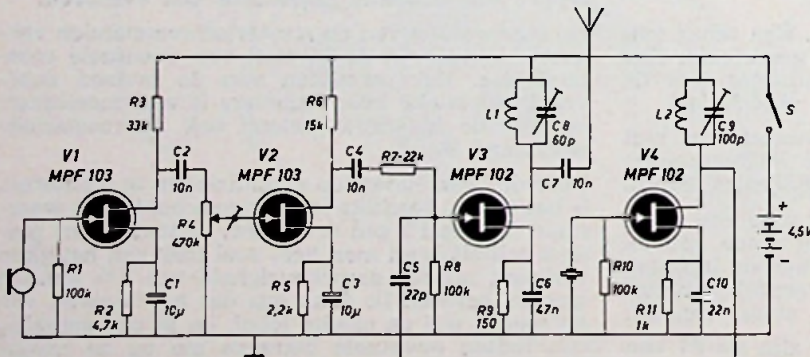 R3
33k
R6
15k
L1
C8
60p
L2
C9
100p
S
V1
MPF 103
C2
10n
V2
MPF 103
C4
10n
R7-22k
V3
MPF 102
C7
10n
V4
MPF 102
R4
470k
+
4,5V
-
R1
100k
R2
4,7k
C1
10µ
R5
2,2k
C3
10µ
C5
22p
R8
100k
R9
150
C6
47n
R10
100k
R11
1k
C10
22n